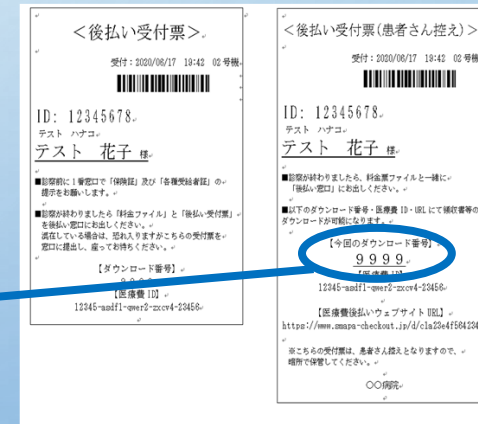 <後払い受付票>
受付：2020/06/17 19:42 02号機
ID: 12345678
テスト ハナコ
テスト 花子 様
■診察前に1番窓口で「保険証」及び「各種受給者証」の
提示をお願いします。
■診察が終わりましたら「料金ファイル」と「後払い受付票」
を後払い窓口にお出しください。
混在している場合は、恐れ入りますがこちらの受付票を
窓口に提出し、座ってお待ちください。
【ダウンロード番号】
【医療費ID】
12345-asdf1-qwer2-zxcv4-23456
<後払い受付票(患者さん控え)>
受付：2020/06/17 19:42 02号機
ID: 12345678
テスト ハナコ
テスト 花子 様
■診察が終わりましたら、料金票ファイルと一緒に
「後払い窓口」にお出しください。
■以下のダウンロード番号・医療費ID・URLにて領収書等の
ダウンロードが可能になります。
【今回のダウンロード番号】
9999
【医療費ID】
12345-asdf1-qwer2-zxcv4-23456
【医療費後払いウェブサイトURL】
https://www.smapa-checkout.jp/d/cla23e4f564234
※こちらの受付票は、患者さん控えとなりますので、
暗所で保管してください。
〇〇病院